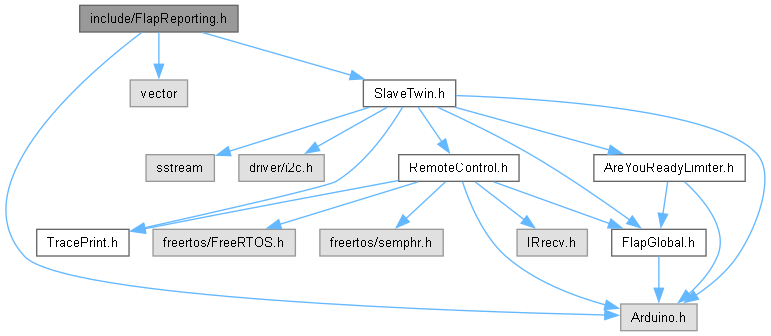 include/FlapReporting.h
vector
SlaveTwin.h
sstream
driver/i2c.h
RemoteControl.h
AreYouReadyLimiter.h
TracePrint.h
freertos/FreeRTOS.h
freertos/semphr.h
IRrecv.h
FlapGlobal.h
Arduino.h